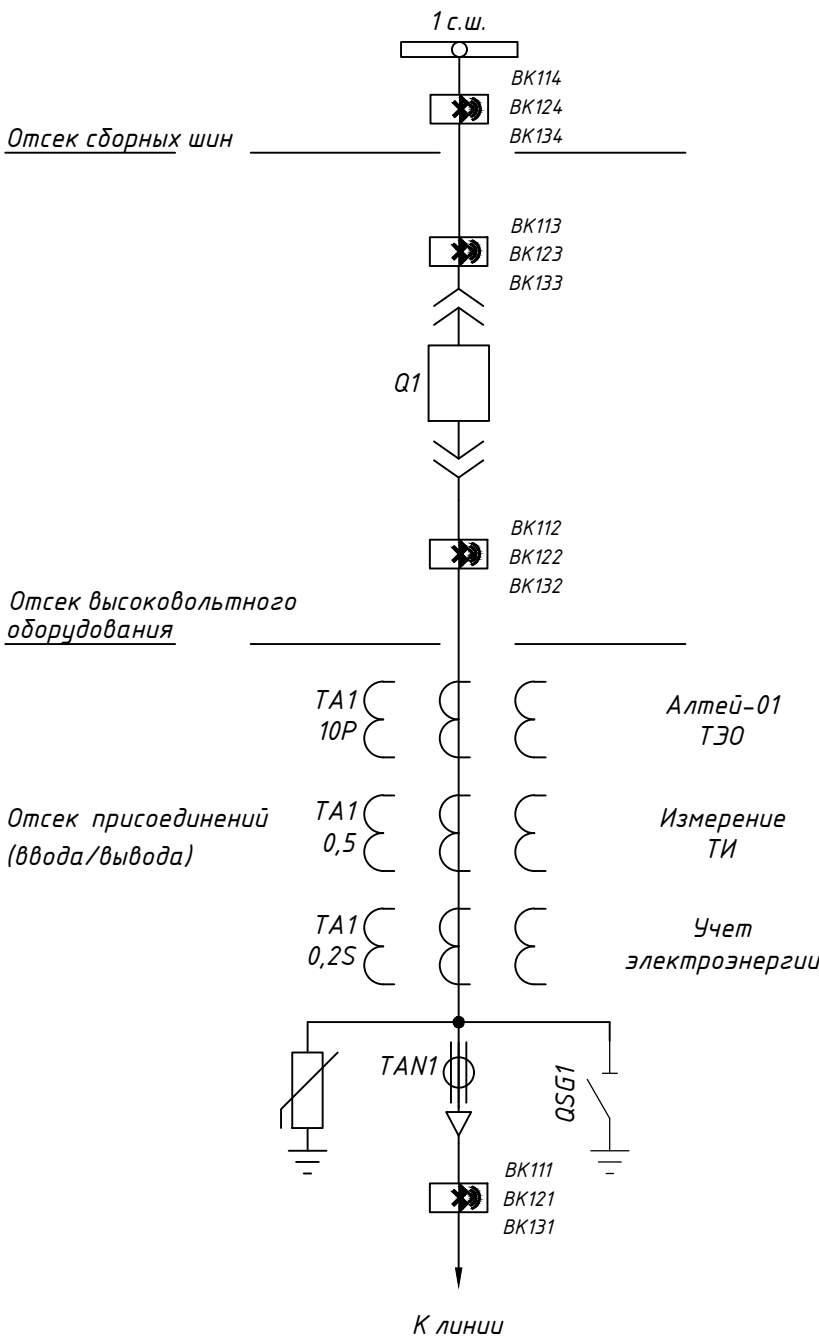 1 с.ш.
ВК114
ВК124
ВК134
Отсек сборных шин
ВК113
ВК123
ВК133
Q1
ВК112
ВК122
ВК132
Отсек высоковольтного
оборудования
ТА1
10Р
Алтей-01
ТЭО
Отсек присоединений
(ввода/вывода)
ТА1
0,5
Измерение
ТИ
ТА1
0,2S
Учет
электроэнергии
TAN1
QSG1
ВК111
ВК121
ВК131
К линии